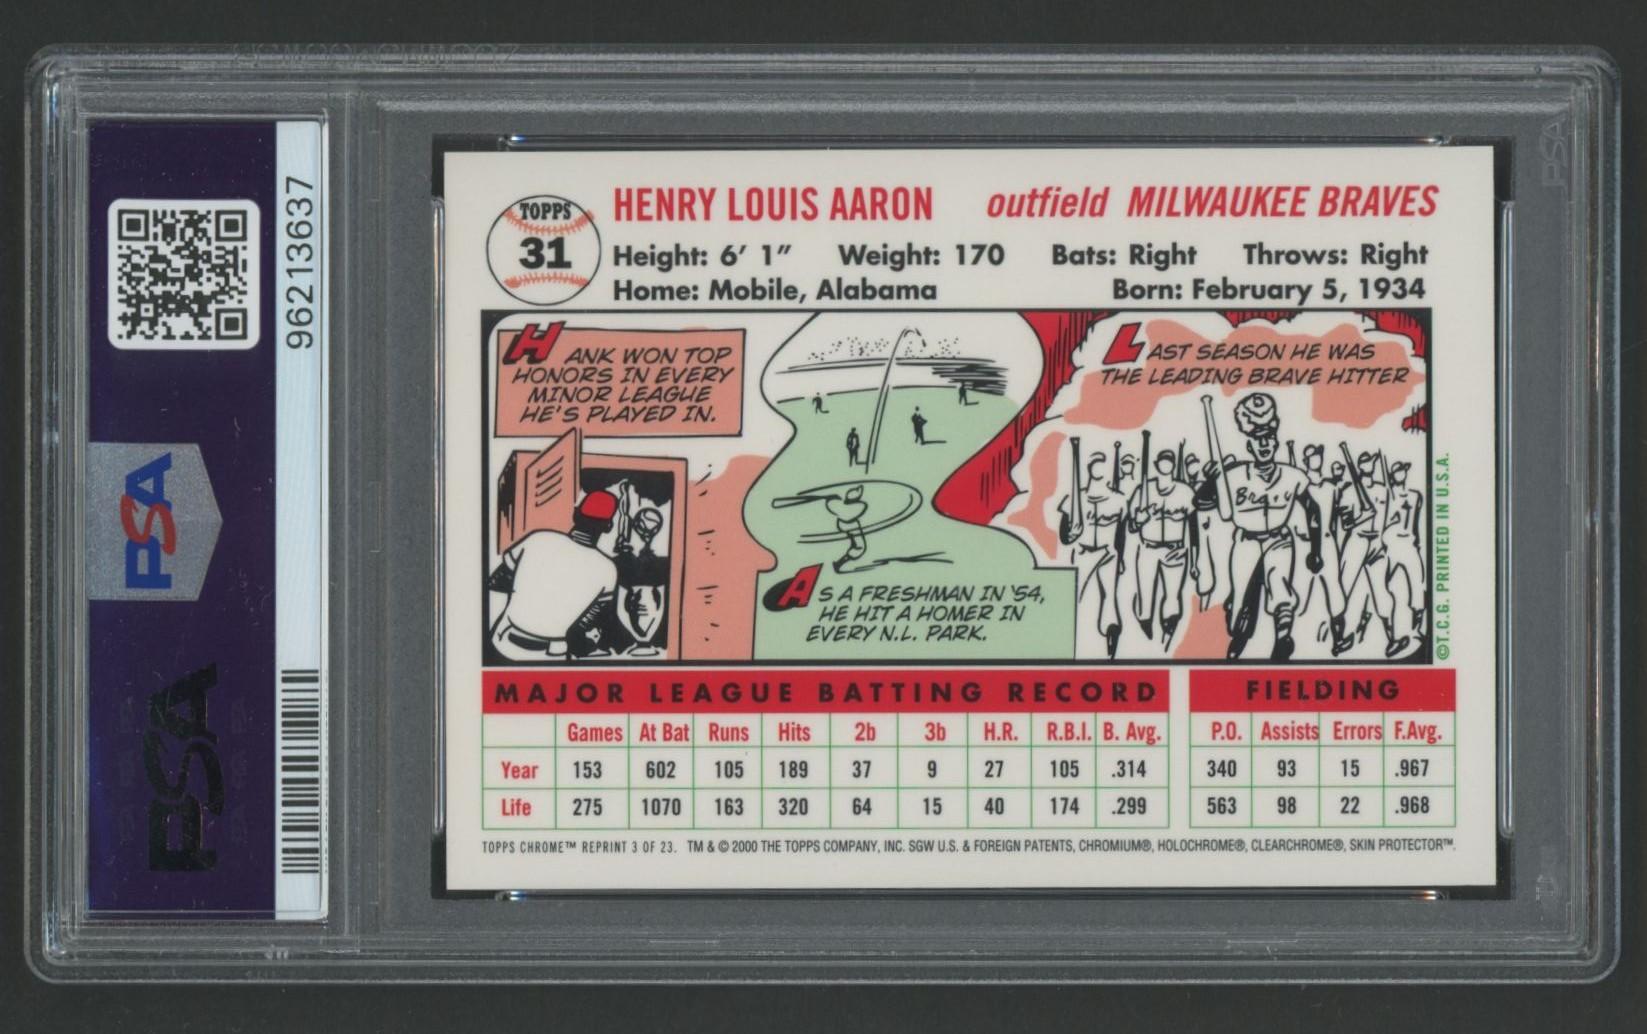 96213637
PSA
PSA
TOPPS
31
HENRY LOUIS AARON outfield MILWAUKEE BRAVES
Height: 6' 1" Weight: 170 Bats: Right Throws: Right
Home: Mobile, Alabama Born: February 5, 1934
HANK WON TOP
HONORS IN EVERY
MINOR LEAGUE
HE'S PLAYED IN.
AS A FRESHMAN IN '54,
HE HIT A HOMER IN
EVERY N.L. PARK.
LAST SEASON HE WAS
THE LEADING BRAVE HITTER
Braves
©T.C.G. PRINTED IN U.S.A.
MAJOR LEAGUE BATTING RECORD FIELDING
Games At Bat Runs Hits 2b 3b H.R. R.B.I. B. Avg. P.O. Assists Errors F.Avg.
Year 153 602 105 189 37 9 27 105 .314 340 93 15 .967
Life 275 1070 163 320 64 15 40 174 .299 563 98 22 .968
TOPPS CHROME™ REPRINT 3 OF 23. TM & © 2000 THE TOPPS COMPANY, INC. SGW U.S. & FOREIGN PATENTS, CHROMIUM®, HOLOCHROME®, CLEARCHROME®, SKIN PROTECTOR™.
PSA